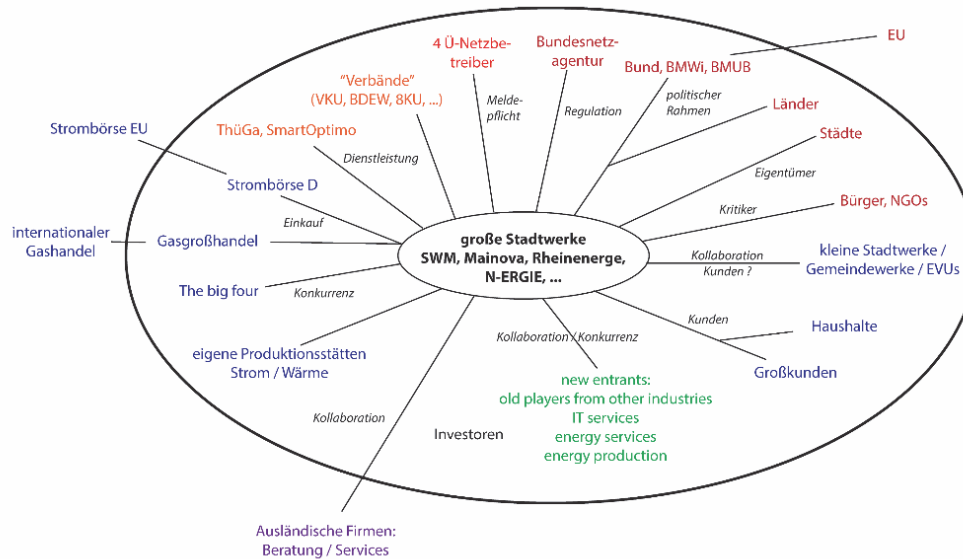 EU
4 Ü-Netzbe-
treiber
Bundesnetz-
agentur
Bund, BMWi, BMUB
"Verbände"
(VKU, BDEW, 8KU, ...)
Melde-
pflicht
Regulation
politischer
Rahmen
Länder
Strombörse EU
ThüGa, SmartOptimo
Städte
Dienstleistung
Eigentümer
Strombörse D
Einkauf
Kritiker
Bürger, NGOs
internationaler
Gashandel
Gasgroßhandel
große Stadtwerke
SWM, Mainova, Rheinenerge,
N-ERGIE, ...
Kollaboration
Kunden ?
kleine Stadtwerke /
Gemeindewerke / EVUs
The big four
Konkurrenz
Kunden
Haushalte
Kollaboration / Konkurrenz
eigene Produktionsstätten
Strom / Wärme
Großkunden
new entrants:
old players from other industries
IT services
energy services
energy production
Kollaboration
Investoren
Ausländische Firmen:
Beratung / Services